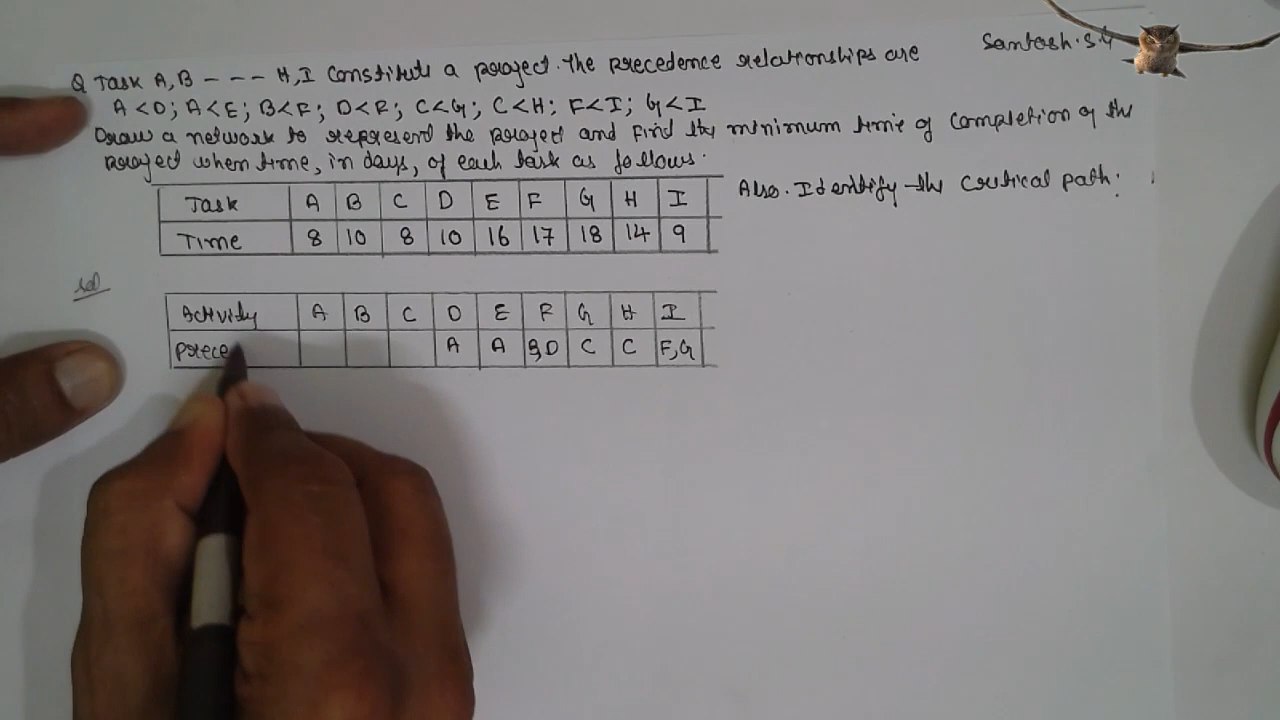 Q Task A, B - - - H, I Constitute a project. The precedence relationships are
Santosh.S.Y
A < D; A < E; B < F; D < F; C < G; C < H; F < I; G < I
Draw a network to represent the project and Find the minimum time of Completion of the
project when time, in days, of each task as follows.
Also. Identify the critical path.
Task A B C D E F G H I
Time 8 10 8 10 16 17 18 14 9
Sol
Activity A B C D E F G H I
Prece A A B,D C C F,G